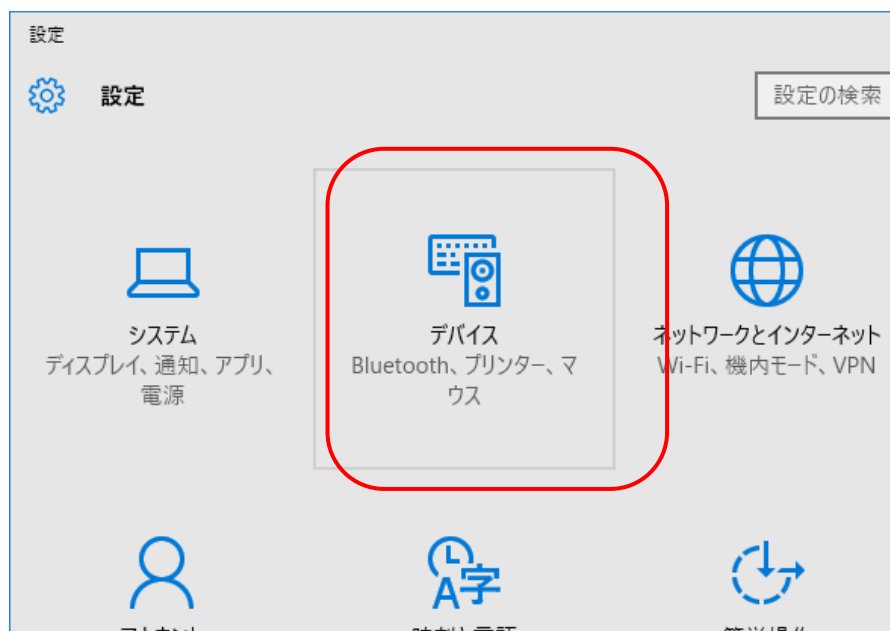 設定
設定
設定の検索
システム
ディスプレイ、通知、アプリ、
電源
デバイス
Bluetooth、プリンター、マ
ウス
ネットワークとインターネット
Wi-Fi、機内モード、VPN
A字